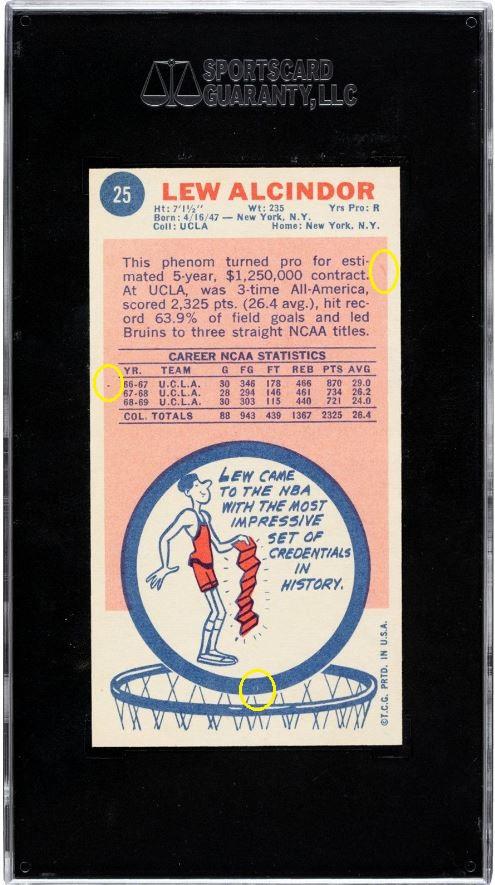 SPORTSCARD
GUARANTY, LLC
25
LEW ALCINDOR
Ht: 7'1½" Wt: 235 Yrs Pro: R
Born: 4/16/47 — New York, N.Y.
Coll: UCLA Home: New York, N.Y.
This phenom turned pro for esti-
mated 5-year, $1,250,000 contract.
At UCLA, was 3-time All-America,
scored 2,325 pts. (26.4 avg.), hit rec-
ord 63.9% of field goals and led
Bruins to three straight NCAA titles.
CAREER NCAA STATISTICS
YR. TEAM G FG FT REB PTS AVG
66-67 U.C.L.A. 30 346 178 466 870 29.0
67-68 U.C.L.A. 28 294 146 461 734 26.2
68-69 U.C.L.A. 30 303 115 440 721 24.0
COL. TOTALS 88 943 439 1367 2325 26.4
LEW CAME
TO THE NBA
WITH THE MOST
IMPRESSIVE
SET OF
CREDENTIALS
IN
HISTORY.
©T.C.G. PRTD. IN U.S.A.